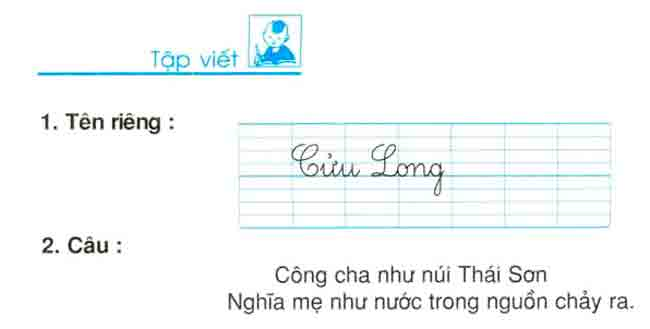 Tập viết
1. Tên riêng :
Cửu Long
2. Câu :
Công cha như núi Thái Sơn
Nghĩa mẹ như nước trong nguồn chảy ra.